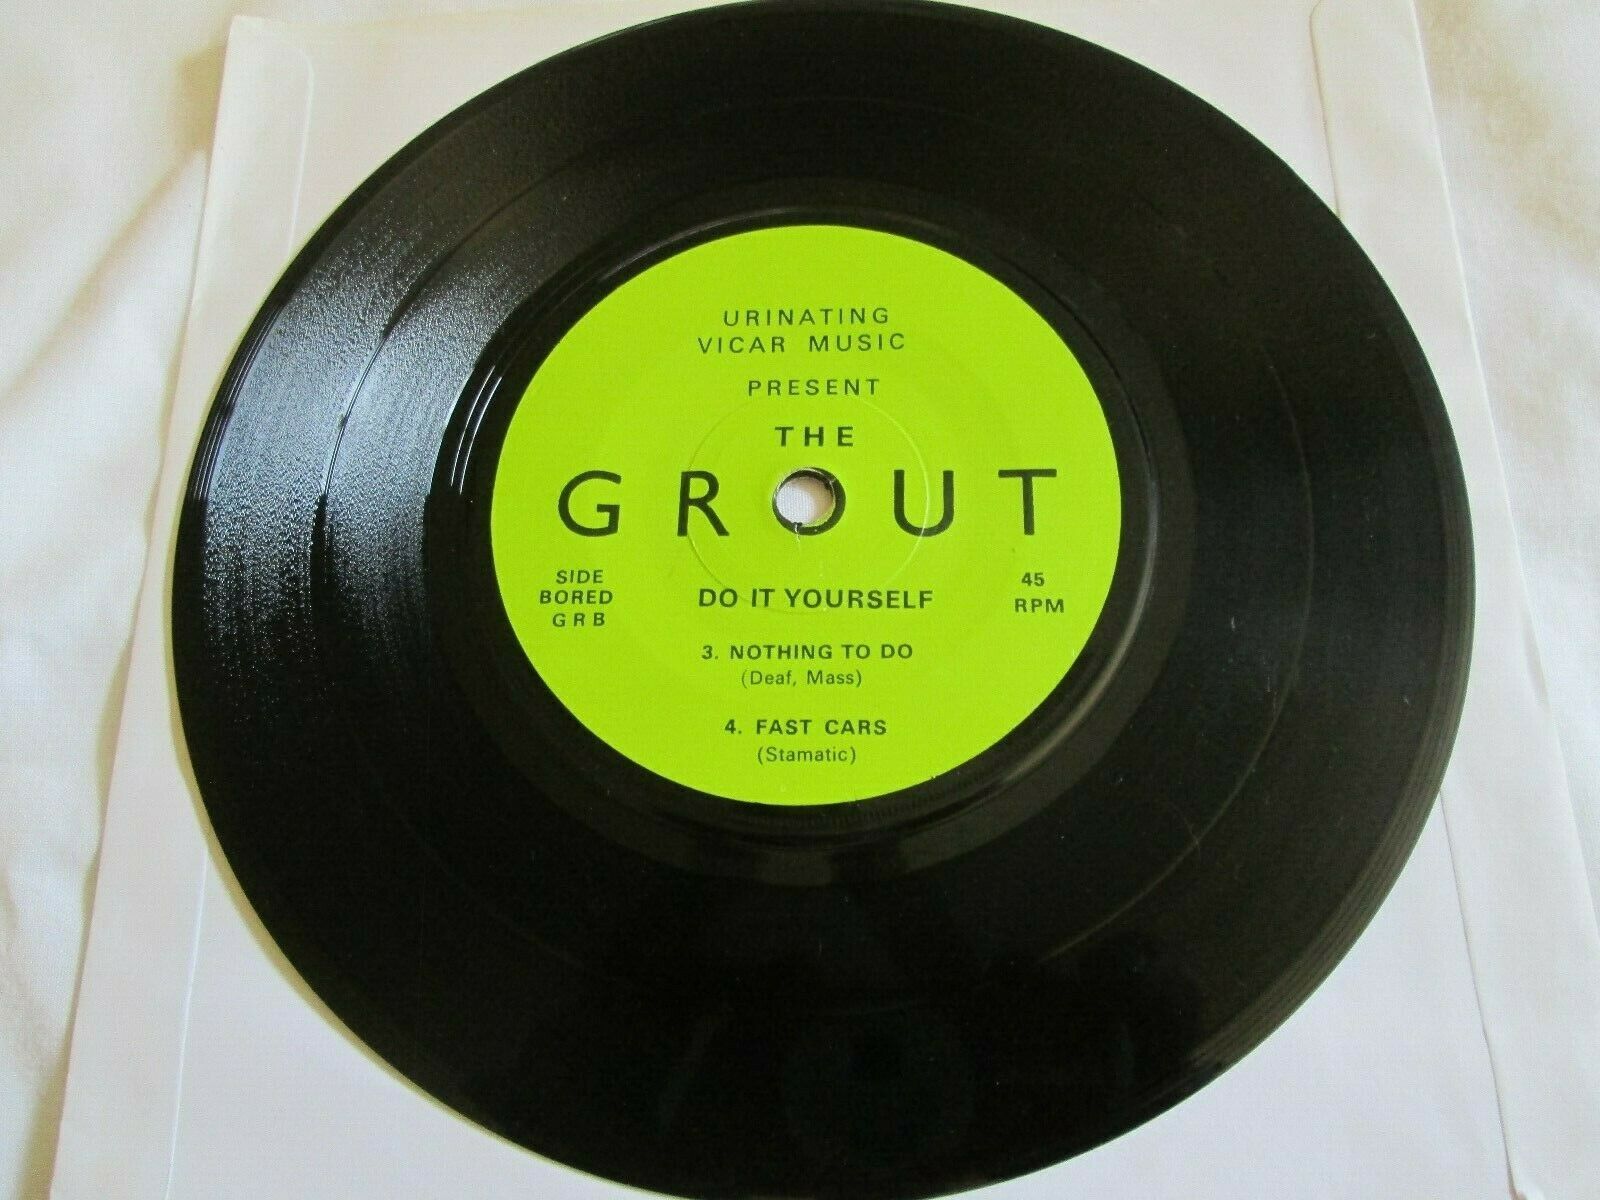 URINATING
VICAR MUSIC
PRESENT
THE
GROUT
SIDE
BORED
GRB
DO IT YOURSELF
45
RPM
3. NOTHING TO DO
(Deaf, Mass)
4. FAST CARS
(Stamatic)